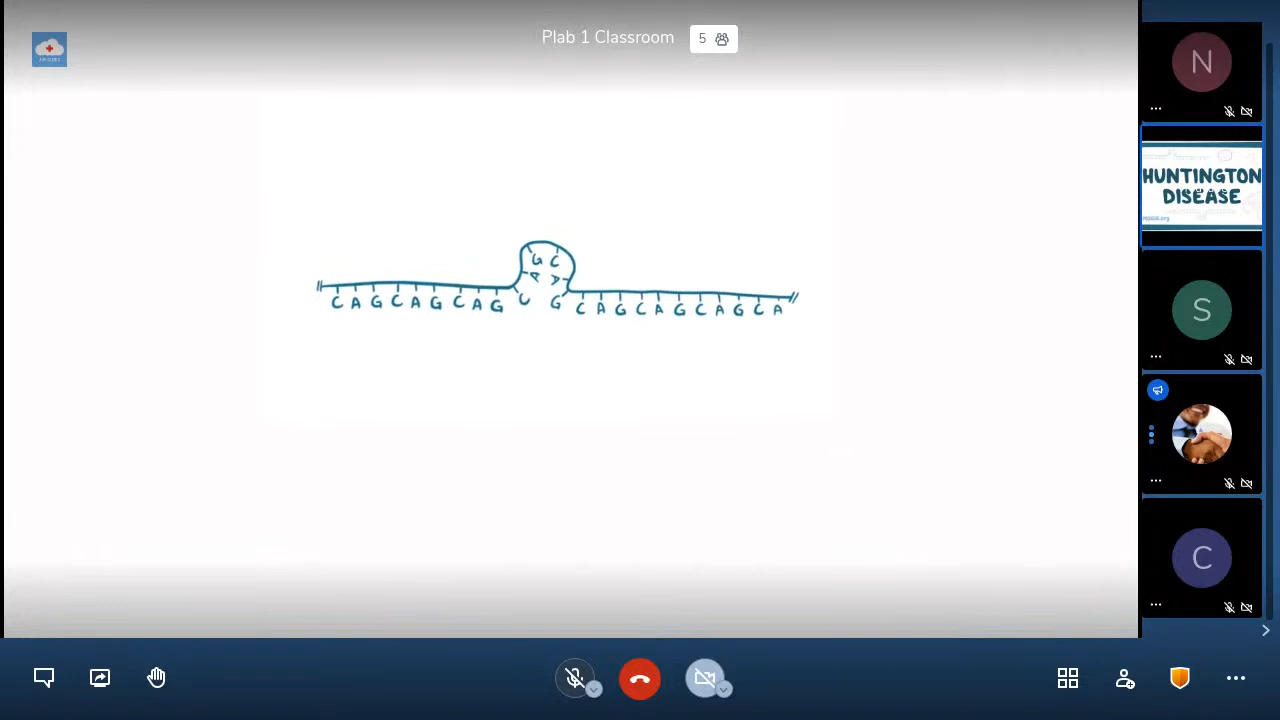 Plab 1 Classroom 5
N
HUNTINGTON
DISEASE
G C
A A
C A G C A G C A G C G C A G C A G C A G C A
S
C